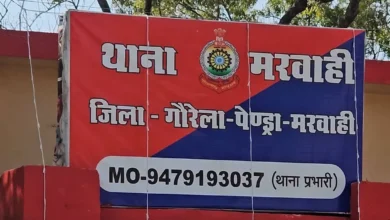 थाना मरवाही
जिला - गौरेला-पेण्ड्रा-मरवाही
MO-9479193037 (थाना प्रभारी)